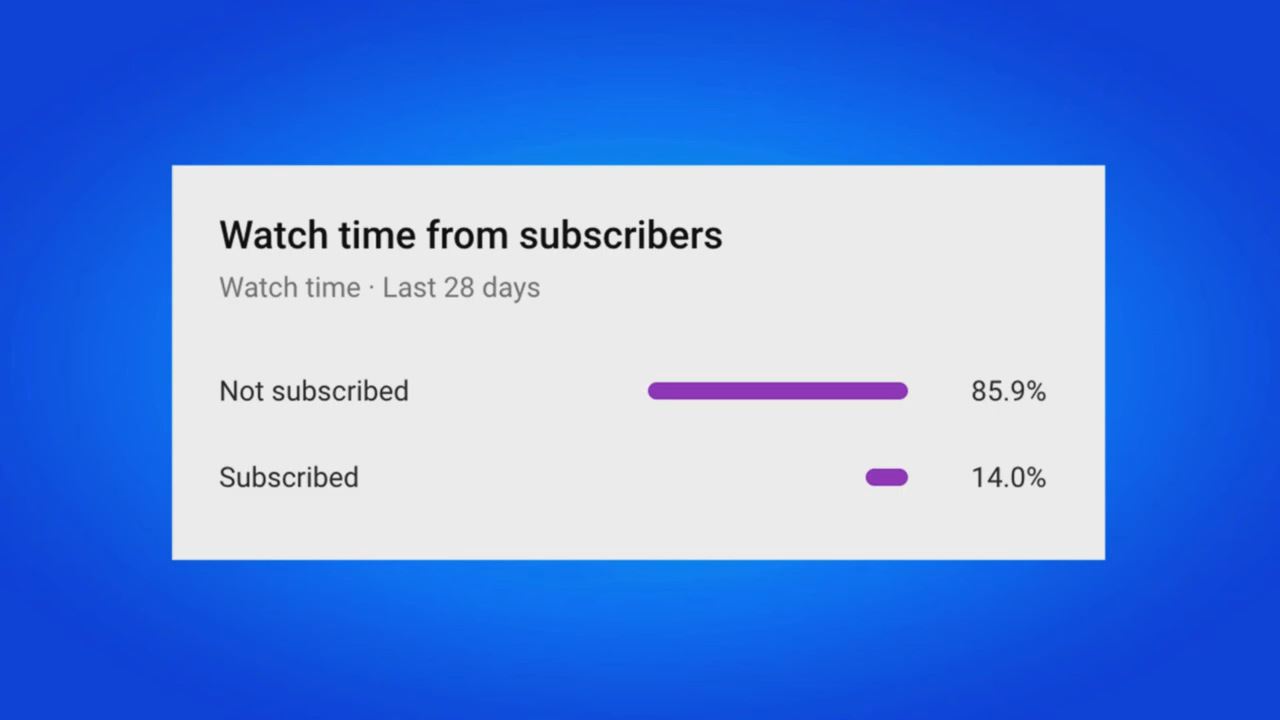 Watch time from subscribers
Watch time · Last 28 days
Not subscribed 85.9%
Subscribed 14.0%